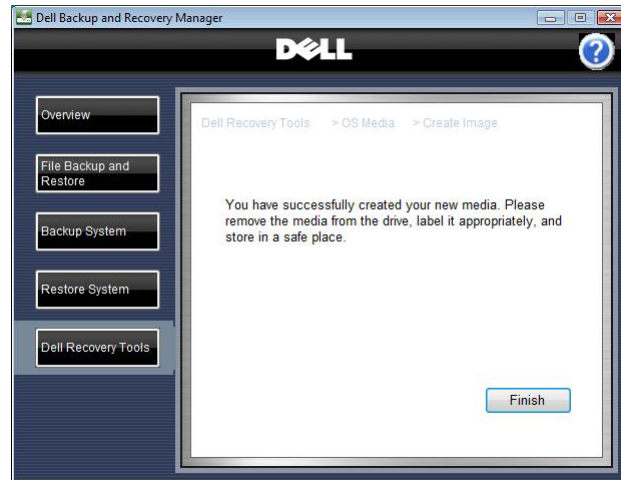 Dell Backup and Recovery Manager
DELL
?
Overview
File Backup and
Restore
Backup System
Restore System
Dell Recovery Tools
Dell Recovery Tools > OS Media > Create Image
You have successfully created your new media. Please
remove the media from the drive, label it appropriately, and
store in a safe place.
Finish